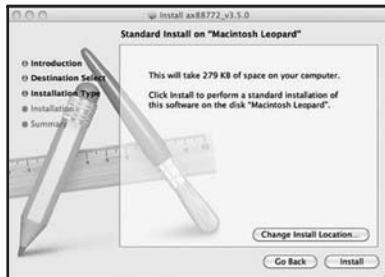 Install ax88772_v3.5.0
Standard Install on "Macintosh Leopard"
Introduction
Destination Select
Installation Type
Installation
Summary
This will take 279 KB of space on your computer.
Click Install to perform a standard installation of
this software on the disk "Macintosh Leopard".
Change Install Location...
Go Back
Install